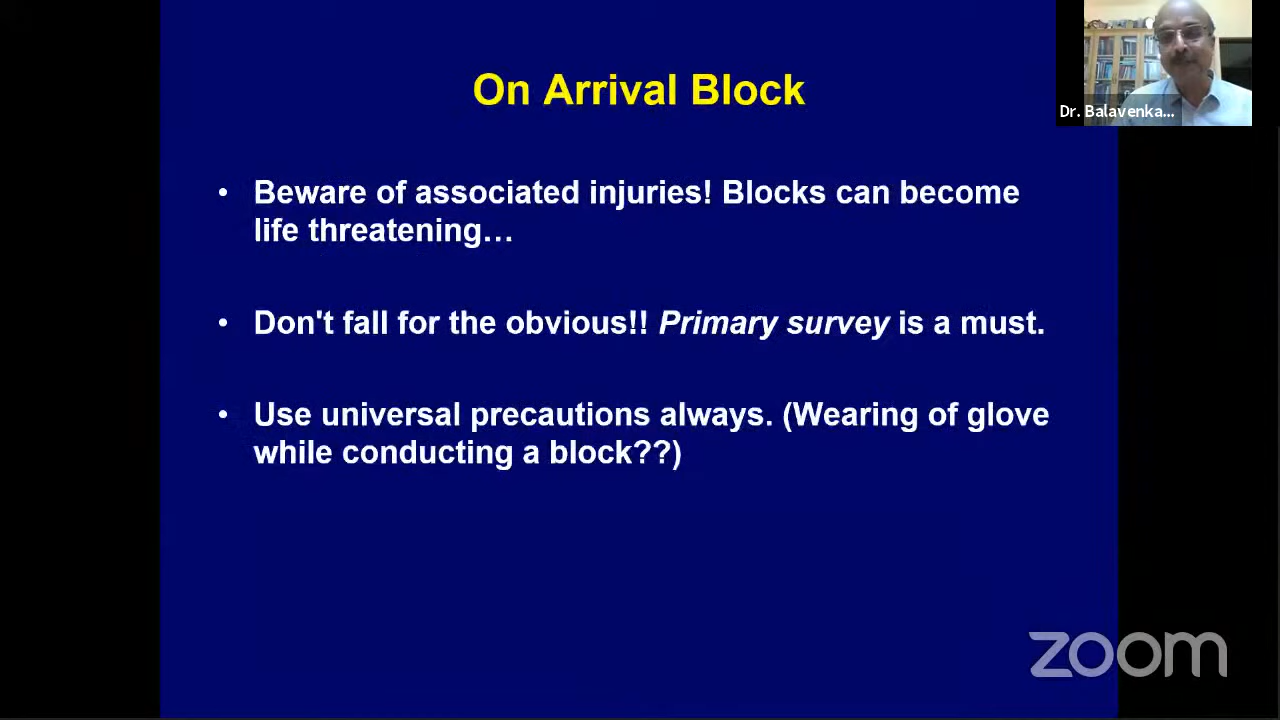 On Arrival Block
Dr. Balavenka...
• Beware of associated injuries! Blocks can become
life threatening…
• Don't fall for the obvious!! Primary survey is a must.
• Use universal precautions always. (Wearing of glove
while conducting a block??)
zoom